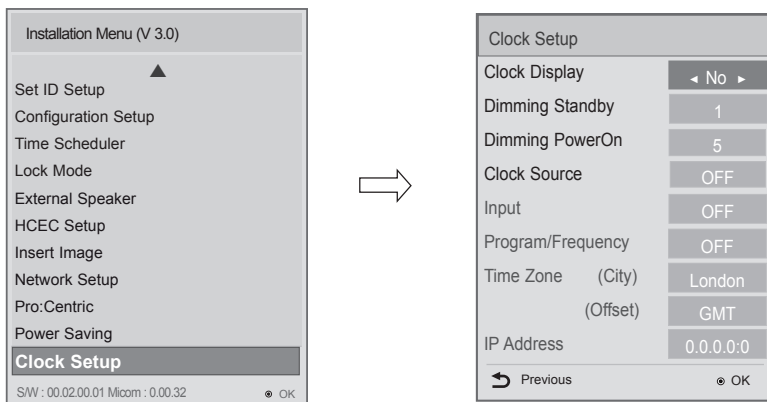 Installation Menu (V 3.0)
Set ID Setup
Configuration Setup
Time Scheduler
Lock Mode
External Speaker
HCEC Setup
Insert Image
Network Setup
Pro:Centric
Power Saving
Clock Setup
S/W : 00.02.00.01 Micom : 0.00.32 ◉ OK
Clock Setup
Clock Display ◄ No ►
Dimming Standby 1
Dimming PowerOn 5
Clock Source OFF
Input OFF
Program/Frequency OFF
Time Zone (City) London
(Offset) GMT
IP Address 0.0.0.0:0
Previous ◉ OK